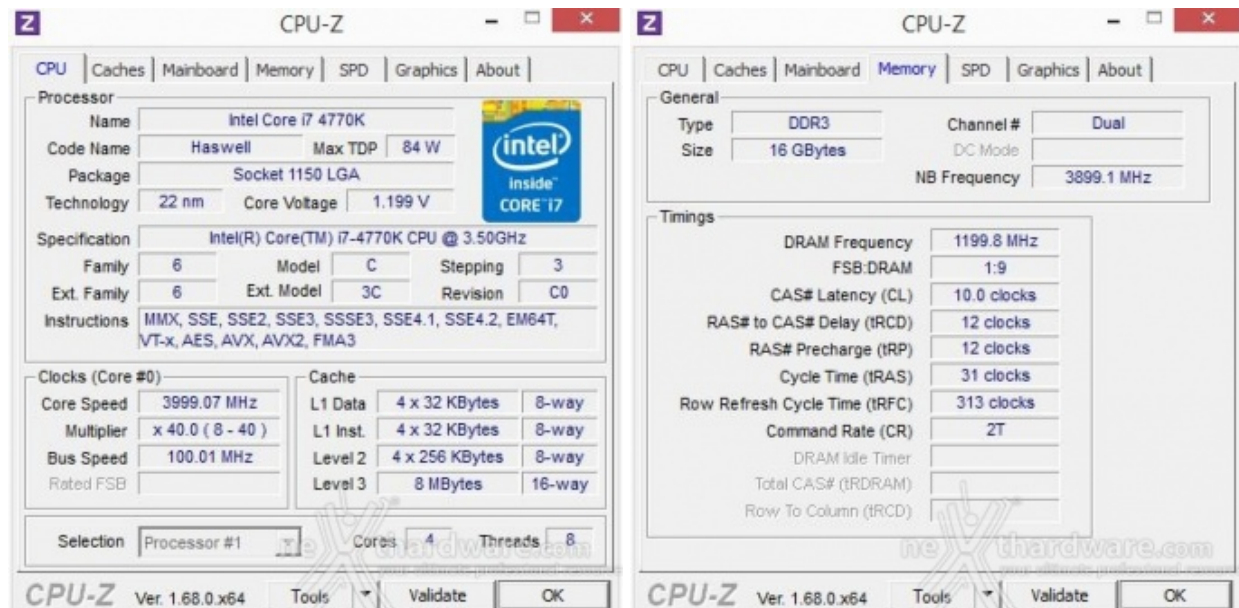 CPU-Z
CPU Caches Mainboard Memory SPD Graphics About
Processor
Name Intel Core i7 4770K
Code Name Haswell Max TDP 84 W
Package Socket 1150 LGA
Technology 22 nm Core Voltage 1.199 V
intel inside™ CORE™ i7
Specification Intel(R) Core(TM) i7-4770K CPU @ 3.50GHz
Family 6 Model C Stepping 3
Ext. Family 6 Ext. Model 3C Revision C0
Instructions MMX, SSE, SSE2, SSE3, SSSE3, SSE4.1, SSE4.2, EM64T,
VT-x, AES, AVX, AVX2, FMA3
Clocks (Core #0)
Core Speed 3999.07 MHz
Multiplier x 40.0 ( 8 - 40 )
Bus Speed 100.01 MHz
Rated FSB
Cache
L1 Data 4 x 32 KBytes 8-way
L1 Inst. 4 x 32 KBytes 8-way
Level 2 4 x 256 KBytes 8-way
Level 3 8 MBytes 16-way
Selection Processor #1 Cores 4 Threads 8
CPU-Z Ver. 1.68.0.x64 Tools Validate OK
CPU-Z
CPU Caches Mainboard Memory SPD Graphics About
General
Type DDR3 Channel # Dual
Size 16 GBytes DC Mode
NB Frequency 3899.1 MHz
Timings
DRAM Frequency 1199.8 MHz
FSB:DRAM 1:9
CAS# Latency (CL) 10.0 clocks
RAS# to CAS# Delay (tRCD) 12 clocks
RAS# Precharge (tRP) 12 clocks
Cycle Time (tRAS) 31 clocks
Row Refresh Cycle Time (tRFC) 313 clocks
Command Rate (CR) 2T
DRAM Idle Timer
Total CAS# (tRDRAM)
Row To Column (tRCD)
CPU-Z Ver. 1.68.0.x64 Tools Validate OK